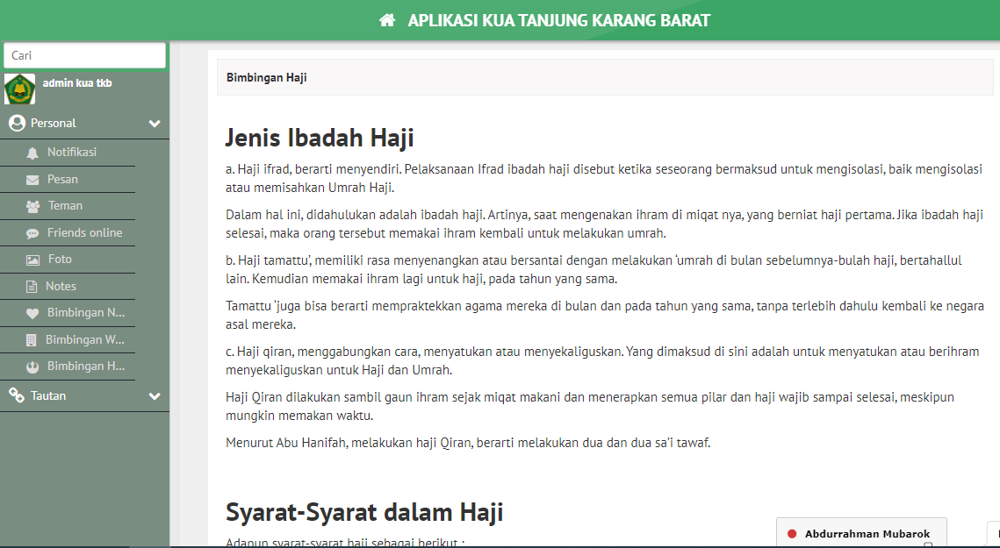 APLIKASI KUA TANJUNG KARANG BARAT
Cari
admin kua tkb
Personal
Notifikasi
Pesan
Teman
Friends online
Foto
Notes
Bimbingan N...
Bimbingan W...
Bimbingan H...
Tautan
Bimbingan Haji
Jenis Ibadah Haji
a. Haji ifrad, berarti menyendiri. Pelaksanaan Ifrad ibadah haji disebut ketika seseorang bermaksud untuk mengisolasi, baik mengisolasi
atau memisahkan Umrah Haji.
Dalam hal ini, didahulukan adalah ibadah haji. Artinya, saat mengenakan ihram di miqat nya, yang berniat haji pertama. Jika ibadah haji
selesai, maka orang tersebut memakai ihram kembali untuk melakukan umrah.
b. Haji tamattu’, memiliki rasa menyenangkan atau bersantai dengan melakukan ‘umrah di bulan sebelumnya-bulah haji, bertahallul
lain. Kemudian memakai ihram lagi untuk haji, pada tahun yang sama.
Tamattu ‘juga bisa berarti mempraktekkan agama mereka di bulan dan pada tahun yang sama, tanpa terlebih dahulu kembali ke negara
asal mereka.
c. Haji qiran, menggabungkan cara, menyatukan atau menyekaliguskan. Yang dimaksud di sini adalah untuk menyatukan atau berihram
menyekaliguskan untuk Haji dan Umrah.
Haji Qiran dilakukan sambil gaun ihram sejak miqat makani dan menerapkan semua pilar dan haji wajib sampai selesai, meskipun
mungkin memakan waktu.
Menurut Abu Hanifah, melakukan haji Qiran, berarti melakukan dua dan dua sa’i tawaf.
Syarat-Syarat dalam Haji
Adapun syarat-syarat haji sebagai berikut :
Abdurrahman Mubarok